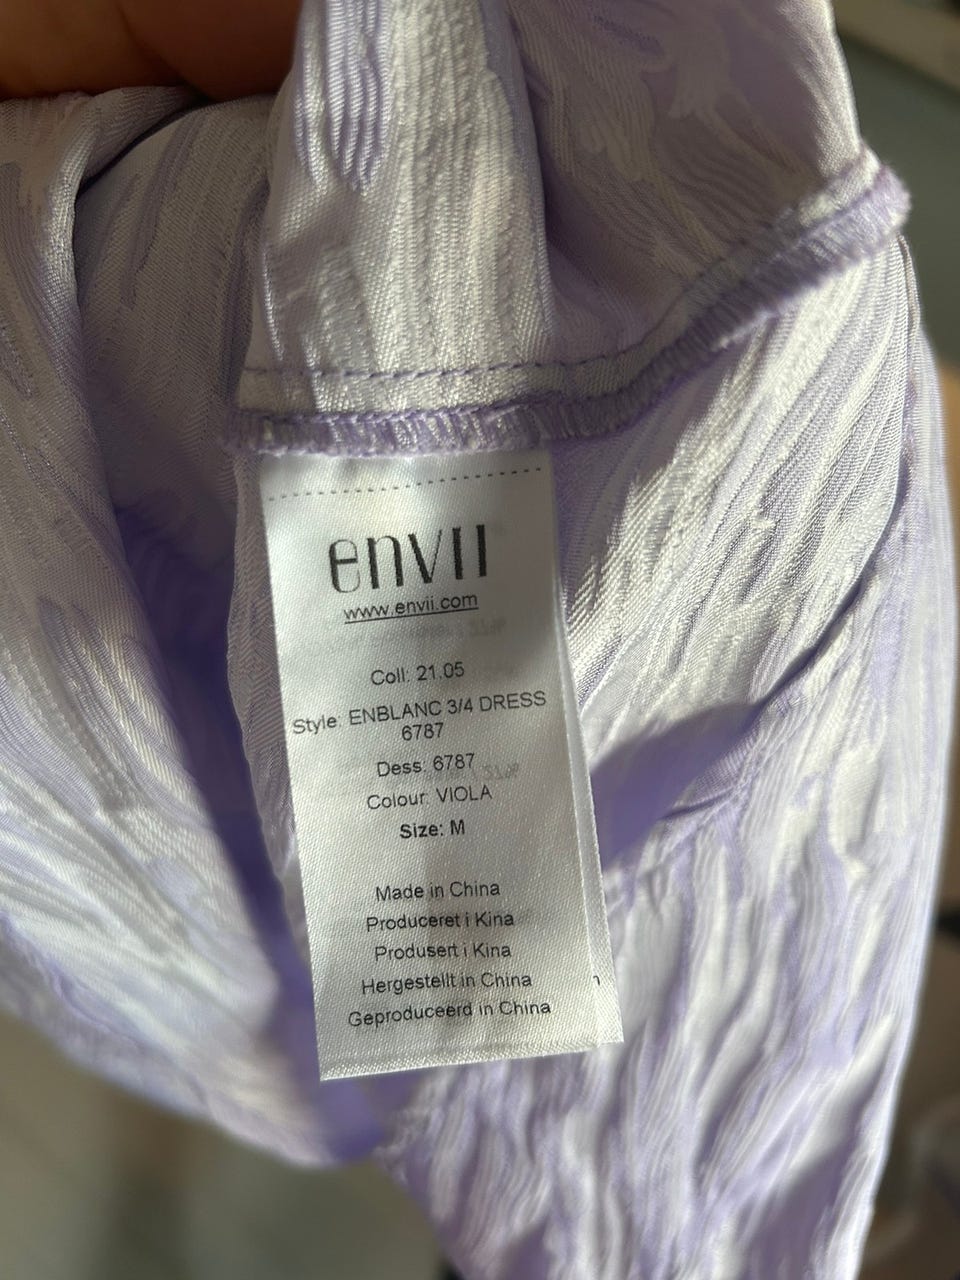 envii
www.envii.com
Coll: 21.05
Style: ENBLANC 3/4 DRESS
6787
Dess: 6787
Colour: VIOLA
Size: M
Made in China
Produceret i Kina
Produsert i Kina
Hergestellt in China
Geproduceerd in China